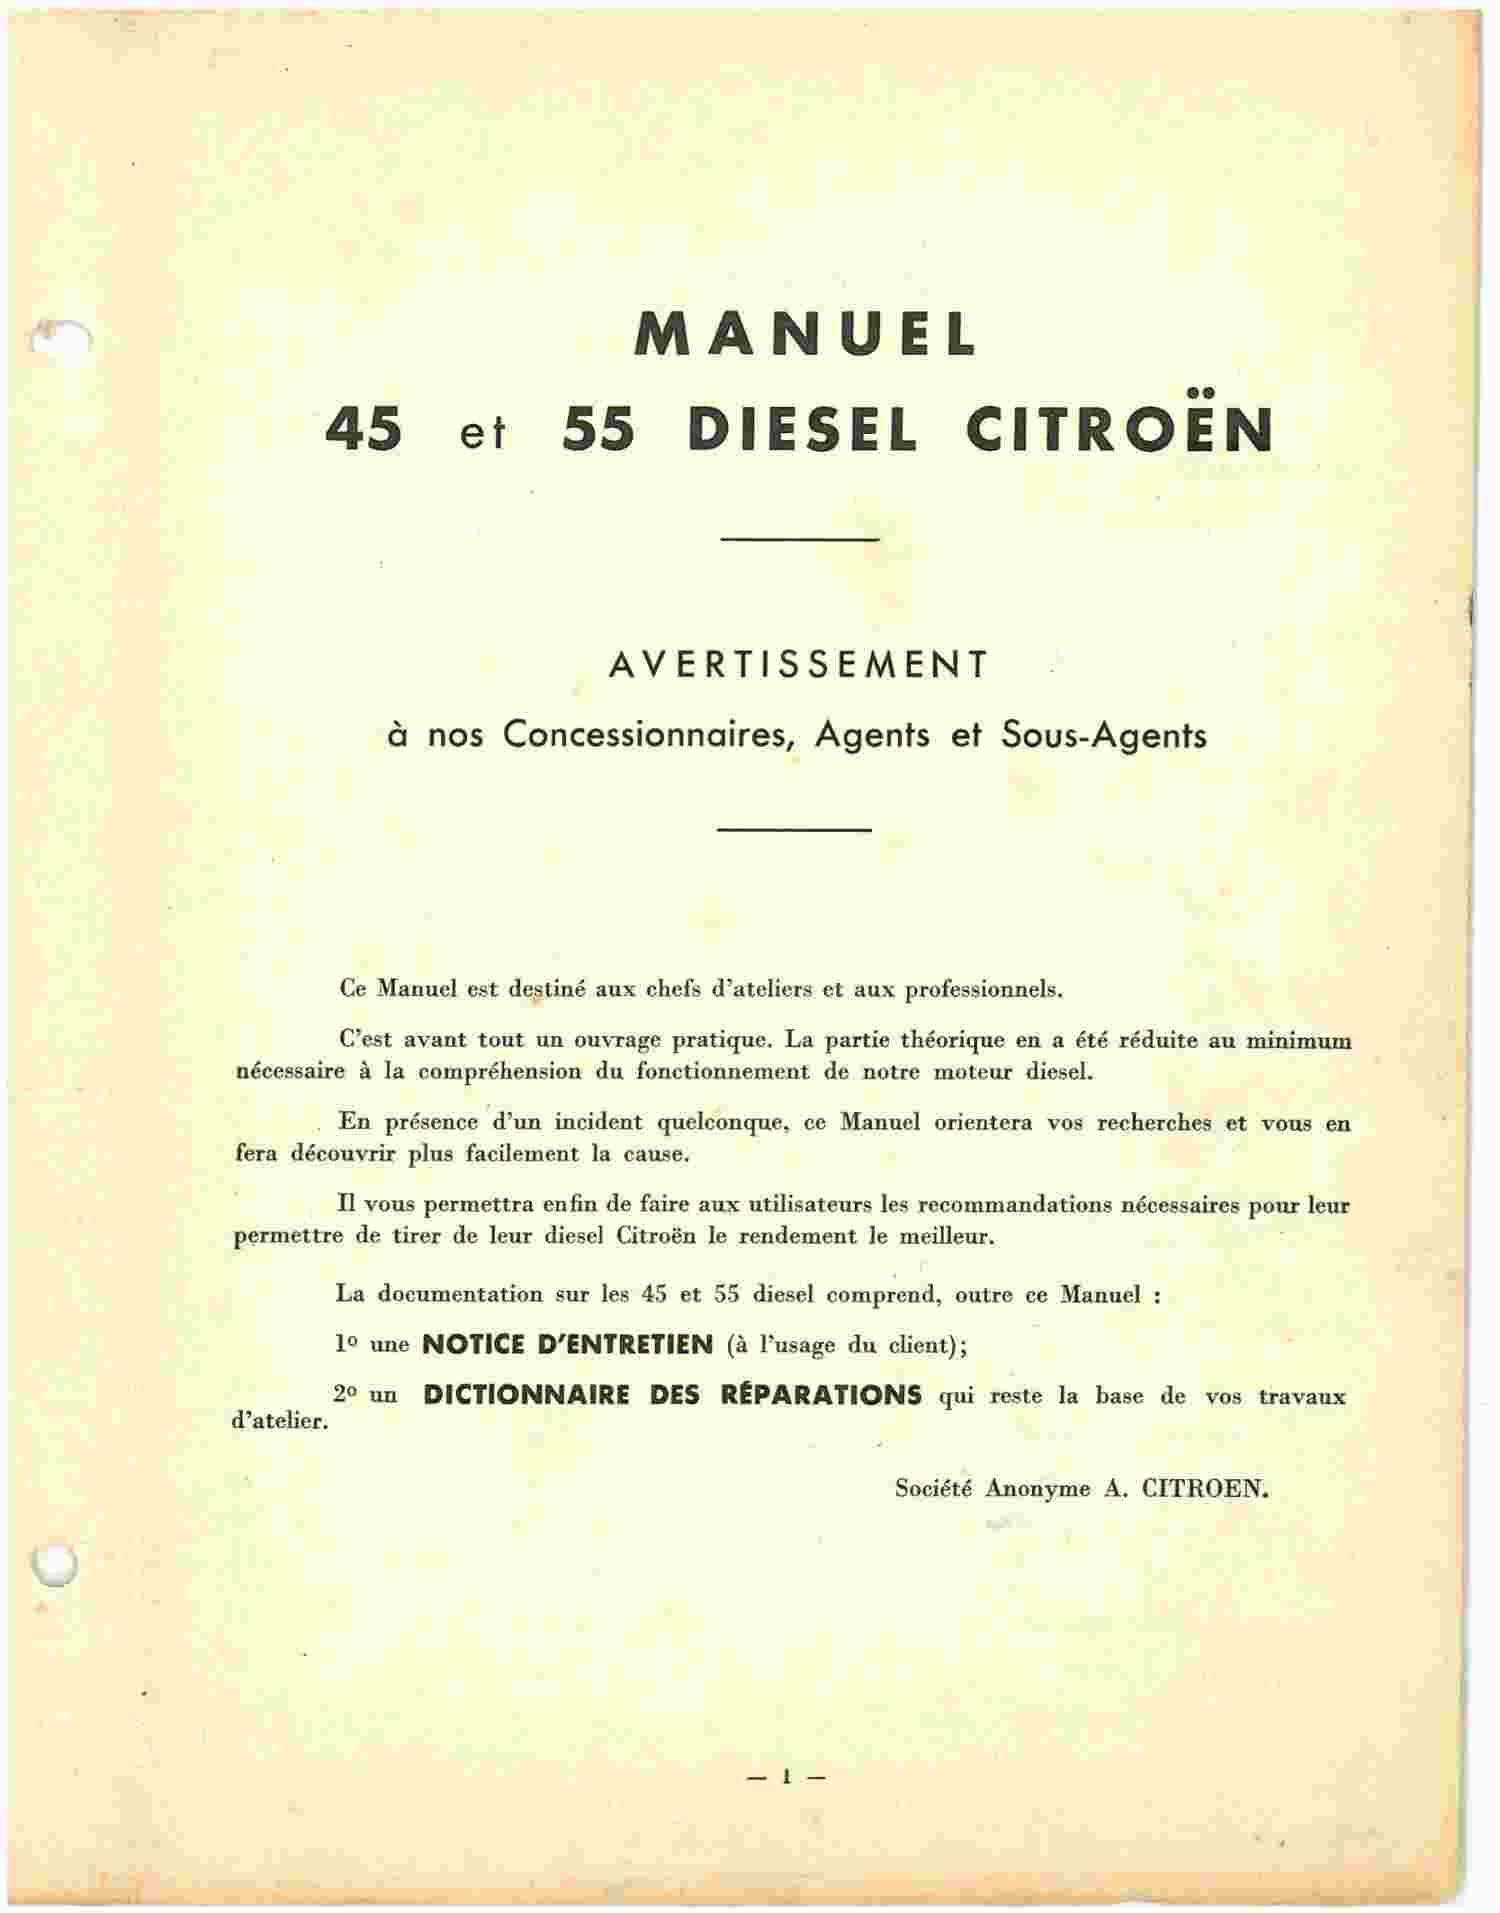 MANUEL
45 et 55 DIESEL CITROËN
AVERTISSEMENT
à nos Concessionnaires, Agents et Sous-Agents
Ce Manuel est destiné aux chefs d'ateliers et aux professionnels.
C'est avant tout un ouvrage pratique. La partie théorique en a été réduite au minimum
nécessaire à la compréhension du fonctionnement de notre moteur diesel.
En présence d'un incident quelconque, ce Manuel orientera vos recherches et vous en
fera découvrir plus facilement la cause.
Il vous permettra enfin de faire aux utilisateurs les recommandations nécessaires pour leur
permettre de tirer de leur diesel Citroën le rendement le meilleur.
La documentation sur les 45 et 55 diesel comprend, outre ce Manuel :
1º une NOTICE D'ENTRETIEN (à l'usage du client);
2º un DICTIONNAIRE DES RÉPARATIONS qui reste la base de vos travaux
d'atelier.
Société Anonyme A. CITROEN.
— 1 —